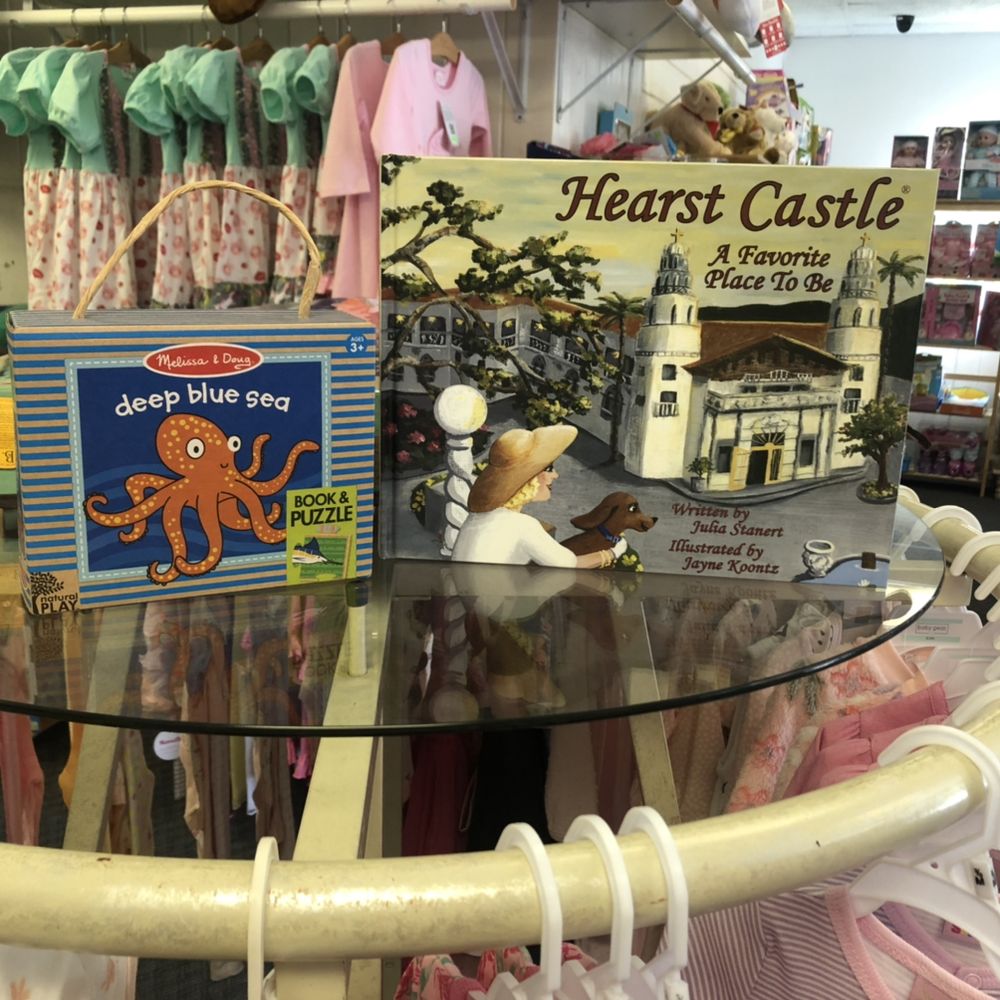 Hearst Castle®
A Favorite
Place To Be
Melissa & Doug
AGES
3+
deep blue sea
BOOK &
PUZZLE
natural
PLAY
Written by
Julia Stanert
Illustrated by
Jayne Koontz